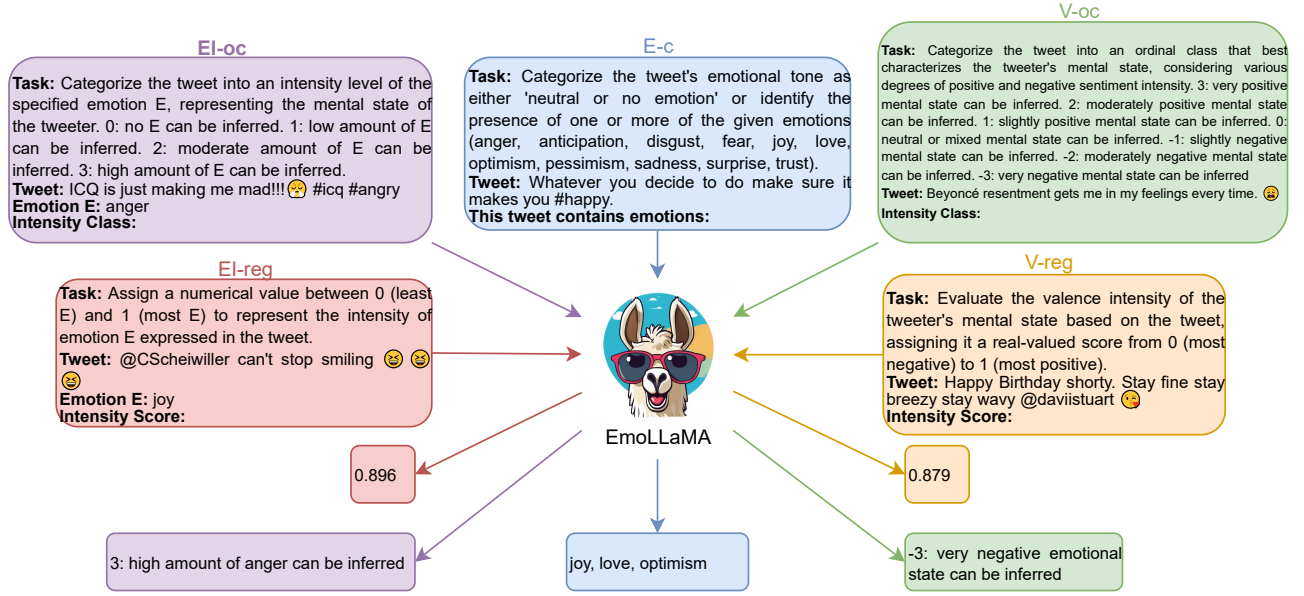 EI-oc
Task: Categorize the tweet into an intensity level of the
specified emotion E, representing the mental state of
the tweeter. 0: no E can be inferred. 1: low amount of E
can be inferred. 2: moderate amount of E can be
inferred. 3: high amount of E can be inferred.
Tweet: ICQ is just making me mad!!!😤 #icq #angry
Emotion E: anger
Intensity Class:
E-c
Task: Categorize the tweet's emotional tone as
either 'neutral or no emotion' or identify the
presence of one or more of the given emotions
(anger, anticipation, disgust, fear, joy, love,
optimism, pessimism, sadness, surprise, trust).
Tweet: Whatever you decide to do make sure it
makes you #happy.
This tweet contains emotions:
V-oc
Task: Categorize the tweet into an ordinal class that best
characterizes the tweeter's mental state, considering various
degrees of positive and negative sentiment intensity. 3: very positive
mental state can be inferred. 2: moderately positive mental state
can be inferred. 1: slightly positive mental state can be inferred. 0:
neutral or mixed mental state can be inferred. -1: slightly negative
mental state can be inferred. -2: moderately negative mental state
can be inferred. -3: very negative mental state can be inferred
Tweet: Beyoncé resentment gets me in my feelings every time. 😩
Intensity Class:
EI-reg
Task: Assign a numerical value between 0 (least
E) and 1 (most E) to represent the intensity of
emotion E expressed in the tweet.
Tweet: @CScheiwiller can't stop smiling 😆 😆
😆
Emotion E: joy
Intensity Score:
V-reg
Task: Evaluate the valence intensity of the
tweeter's mental state based on the tweet,
assigning it a real-valued score from 0 (most
negative) to 1 (most positive).
Tweet: Happy Birthday shorty. Stay fine stay
breezy stay wavy @daviistuart 😘
Intensity Score:
EmoLLaMA
0.896
0.879
3: high amount of anger can be inferred
joy, love, optimism
-3: very negative emotional
state can be inferred